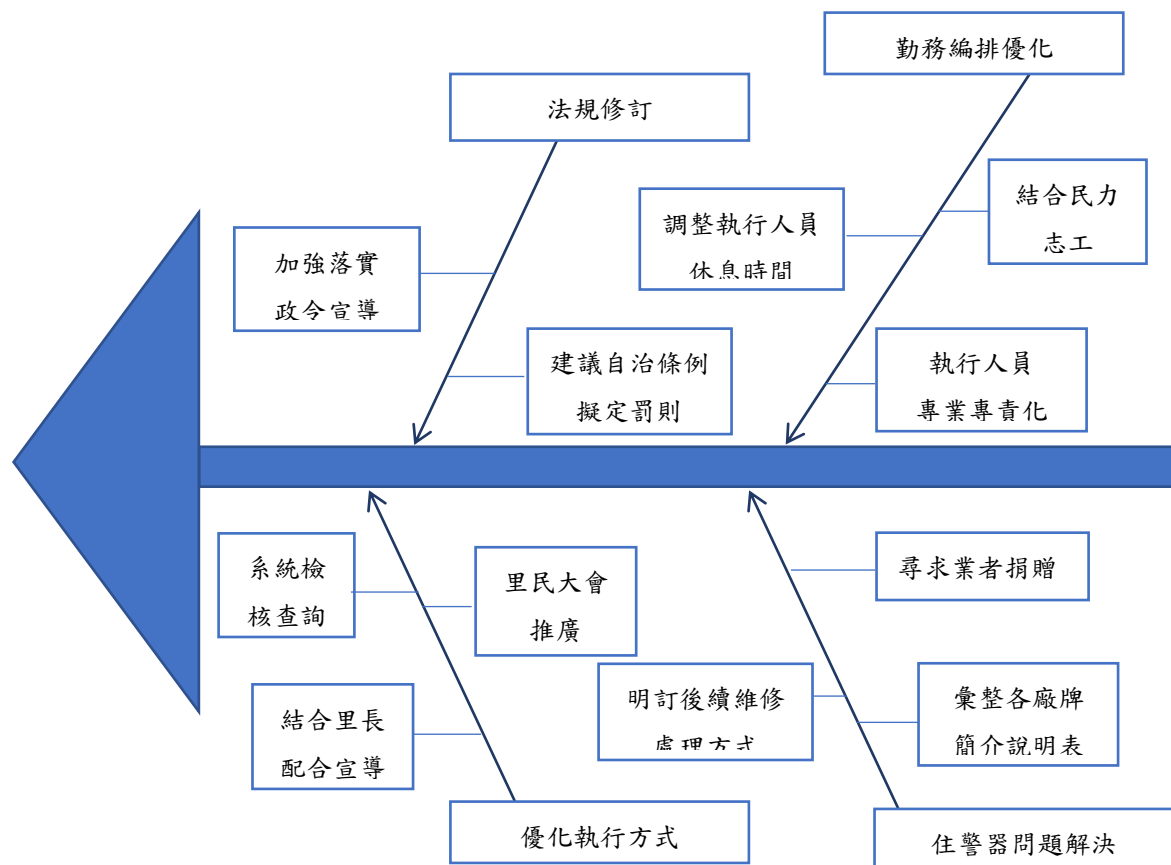 勤務編排優化
法規修訂
調整執行人員
休息時間
結合民力
志工
加強落實
政令宣導
建議自治條例
擬定罰則
執行人員
專業專責化
系統檢
核查詢
里民大會
推廣
尋求業者捐贈
結合里長
配合宣導
明訂後續維修
處理方式
彙整各廠牌
簡介說明表
優化執行方式
住警器問題解決